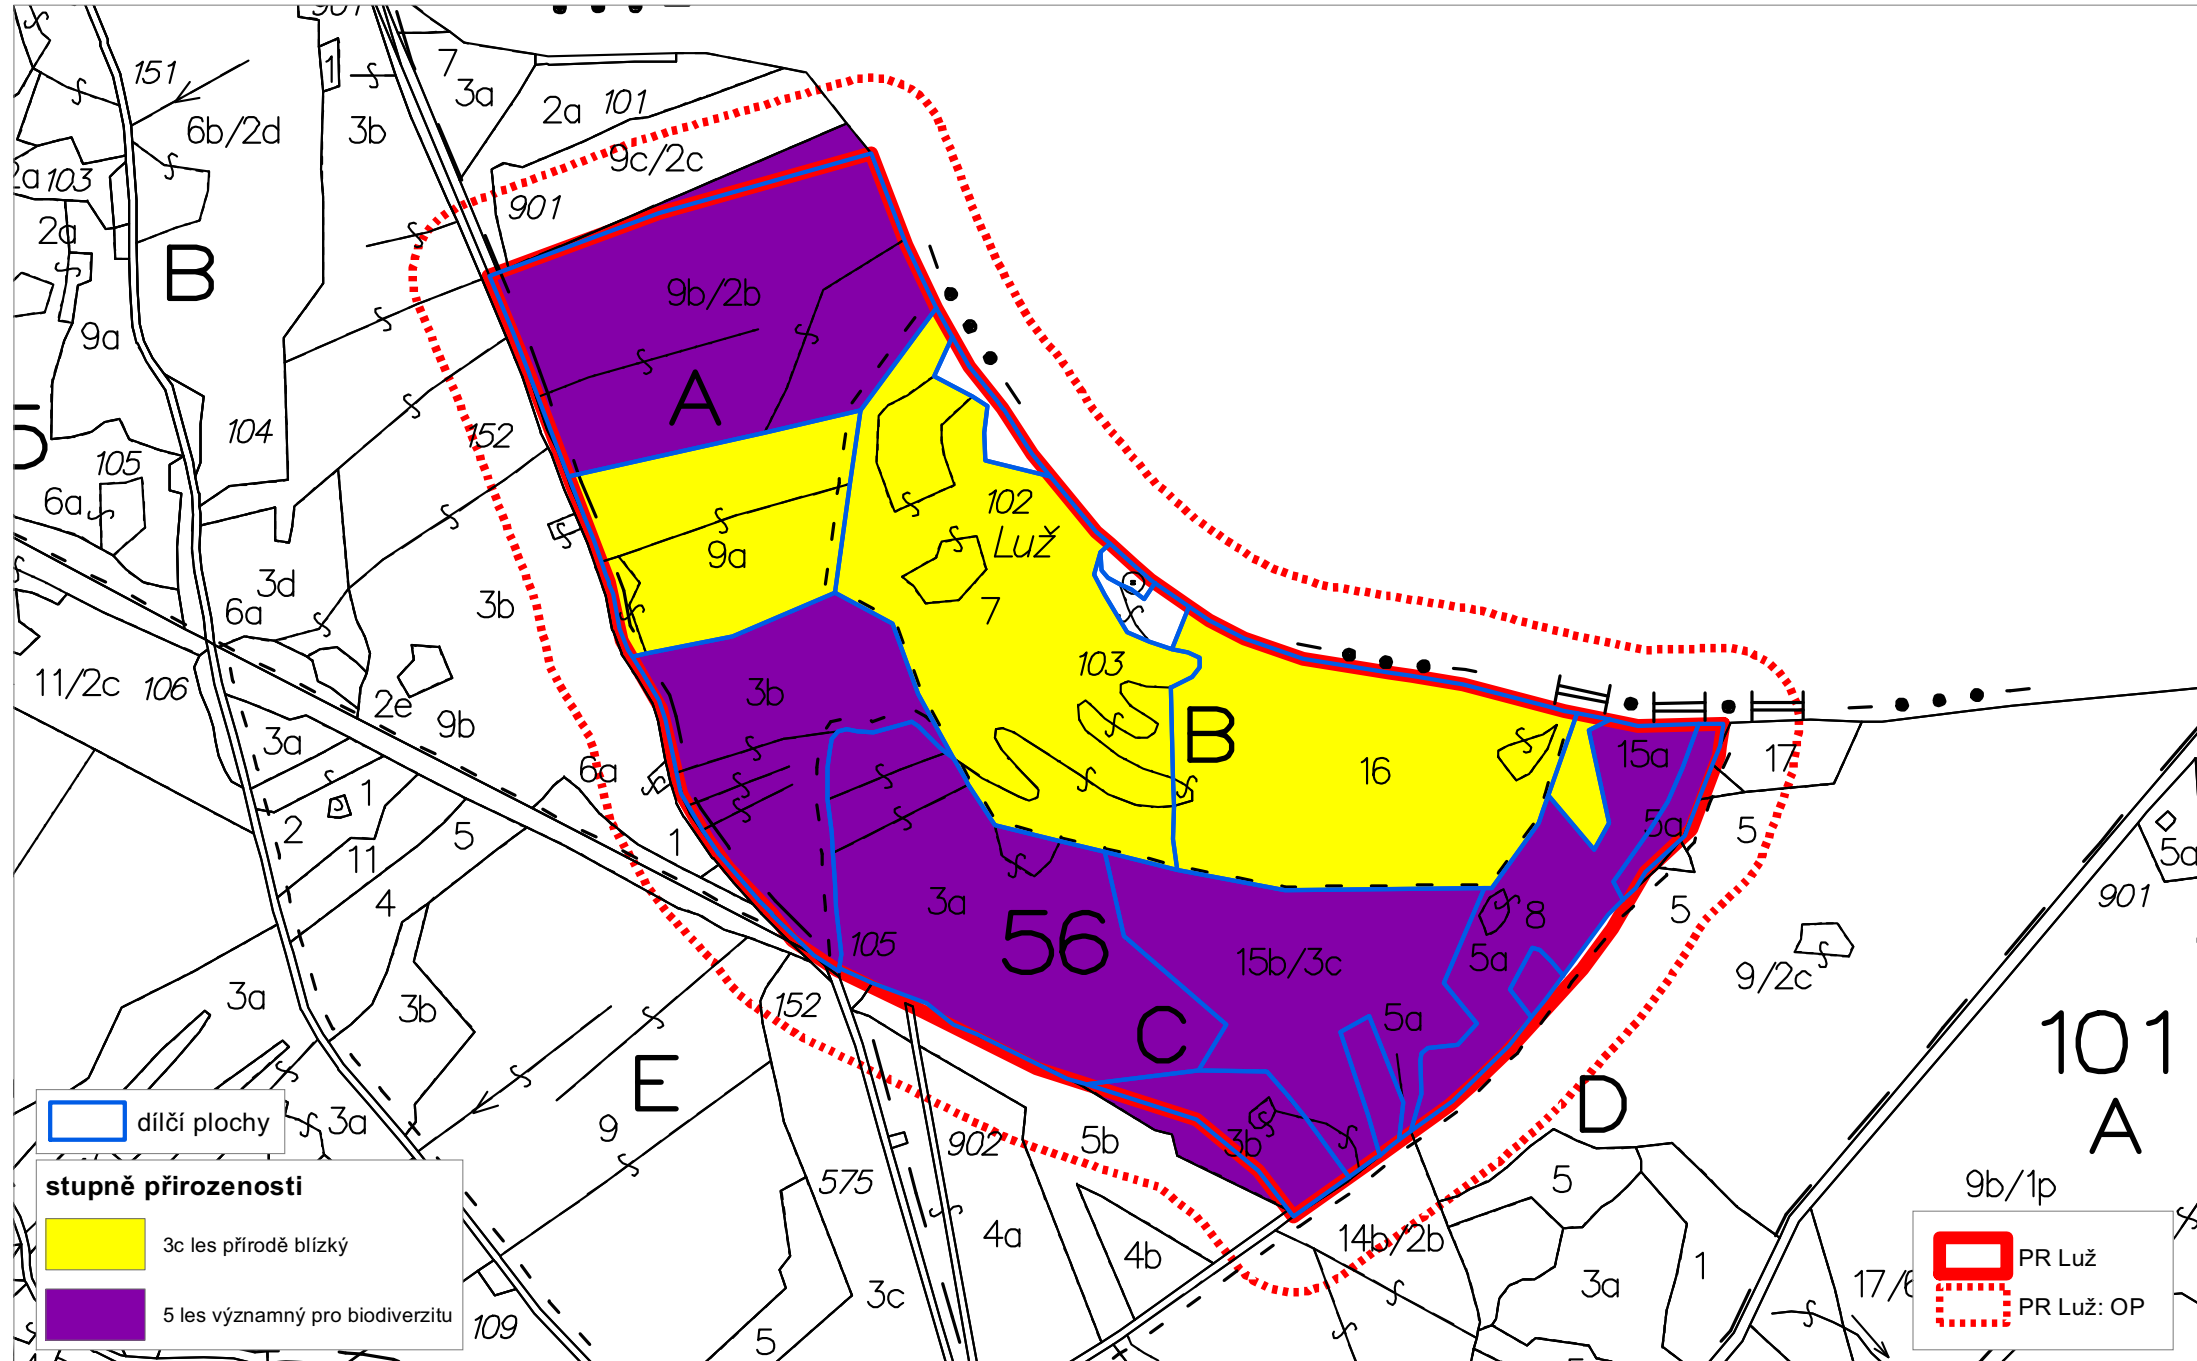 901
151
1
7
3a
2a
101
6b/2d
3b
9c/2c
103
901
2a
B
9b/2b
9a
A
5
104
152
105
6a
102
Luž
9a
3d
6a
3b
7
103
11/2c
106
3b
2e
9b
B
3a
6a
16
15a
17
1
2
1
5a
5
11
5
5a
4
3a
8
5
901
105
56
15b/3c
5a
9/2c
3a
3b
152
5a
C
101
E
D
A
dílčí plochy
3a
9
902
5b
3b
575
5
9b/1p
stupně přirozenosti
3c les přírodě blízký
5 les významný pro biodiverzitu
4a
4b
14b/2b
3a
1
17/6
PR Luž
PR Luž: OP
109
5
3c